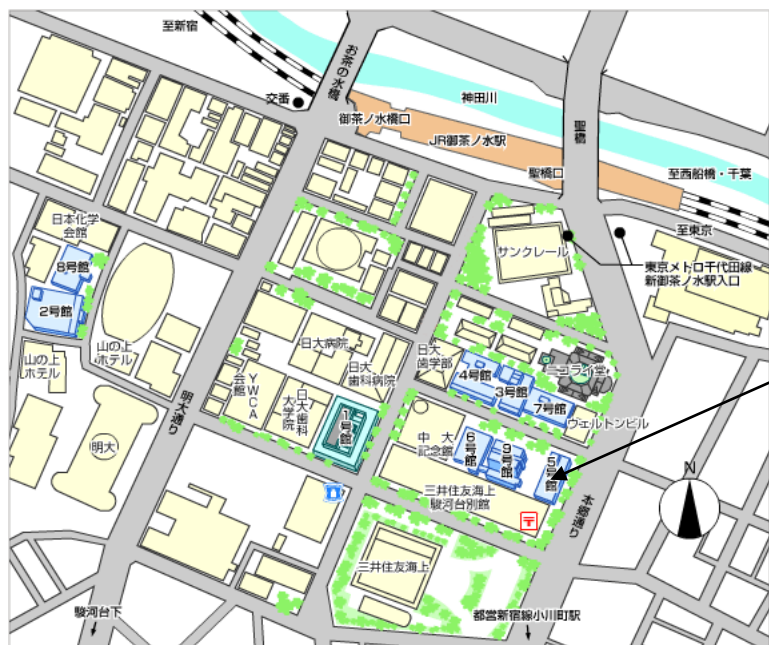 至新宿
お茶の水橋
交番
神田川
御茶ノ水橋口
JR御茶ノ水駅
聖橋
聖橋口
至西船橋・千葉
至東京
日本化学
会館
サンクレール
東京メトロ千代田線
新御茶ノ水駅入口
8号館
2号館
山の上
ホテル
山の上
ホテル
日大病院
日大
歯科病院
日大
歯学部
ニコライ堂
4号館
3号館
7号館
YWCA
会館
日大歯科
大学院
1号館
ヴェルトンビル
明大通り
明大
中大
記念館
6号館
9号館
5号館
三井住友海上
駿河台別館
〒
本郷通り
N
三井住友海上
駿河台下
都営新宿線小川町駅